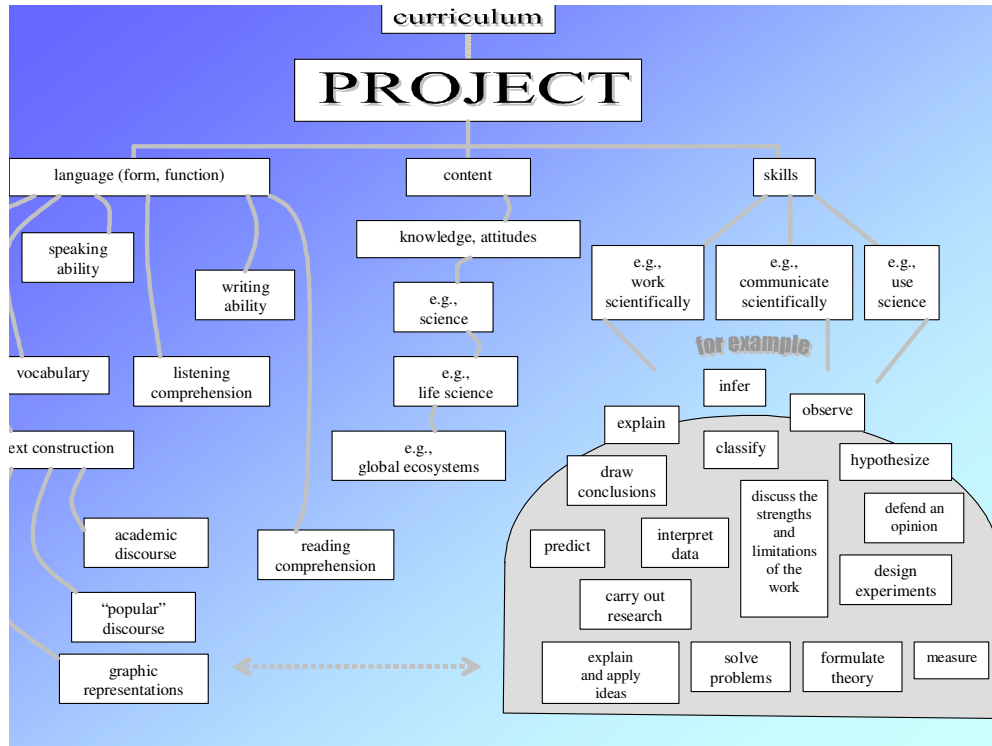 curriculum
PROJECT
language (form, function)
content
skills
speaking
ability
knowledge, attitudes
writing
ability
e.g.,
science
e.g.,
work
scientifically
e.g.,
communicate
scientifically
e.g.,
use
science
for example
vocabulary
listening
comprehension
e.g.,
life science
infer
explain
observe
ext construction
e.g.,
global ecosystems
classify
hypothesize
draw
conclusions
discuss the
strengths
and
limitations
of the
work
defend an
opinion
academic
discourse
reading
comprehension
predict
interpret
data
design
experiments
carry out
research
“popular”
discourse
graphic
representations
explain
and apply
ideas
solve
problems
formulate
theory
measure